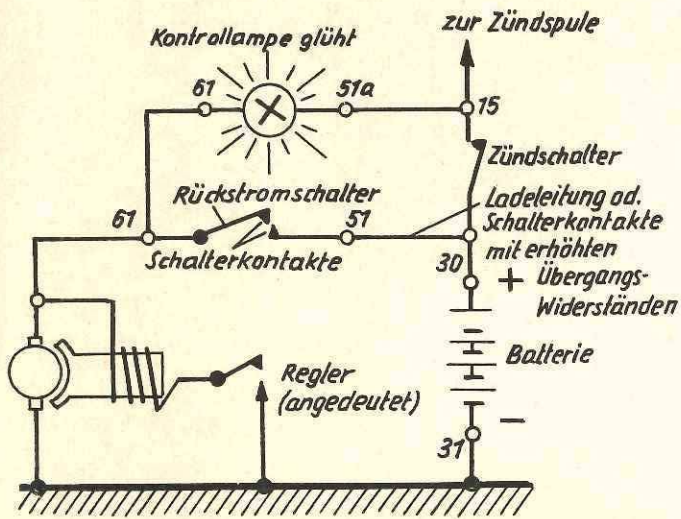 Kontrollampe glüht
zur Zündspule
61
51a
15
Zündschalter
Rückstromschalter
61
51
Ladeleitung od.
Schalterkontakte
mit erhöhten
Übergangs-
Widerständen
Schalterkontakte
30
+
Batterie
Regler
(angedeutet)
−
31